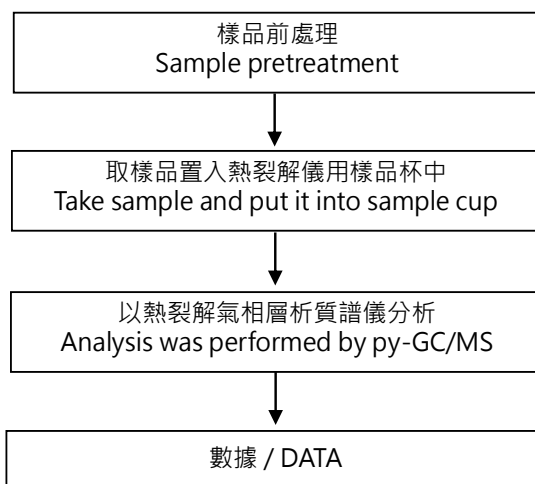 樣品前處理
Sample pretreatment
取樣品置入熱裂解儀用樣品杯中
Take sample and put it into sample cup
以熱裂解氣相層析質譜儀分析
Analysis was performed by py-GC/MS
數據 / DATA